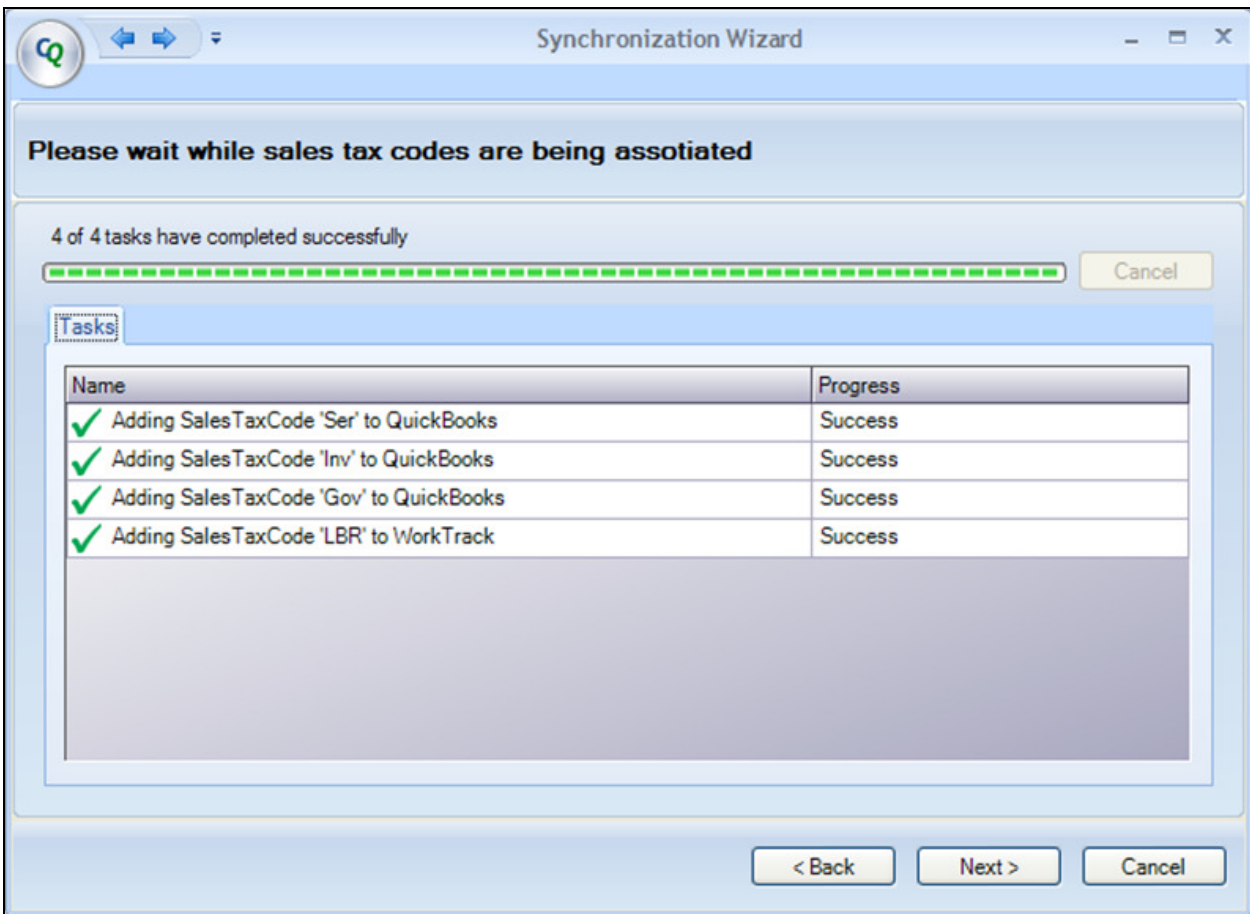 CQ
Synchronization Wizard
Please wait while sales tax codes are being assotiated
4 of 4 tasks have completed successfully
Cancel
Tasks
Name Progress
Adding SalesTaxCode 'Ser' to QuickBooks Success
Adding SalesTaxCode 'Inv' to QuickBooks Success
Adding SalesTaxCode 'Gov' to QuickBooks Success
Adding SalesTaxCode 'LBR' to WorkTrack Success
< Back Next > Cancel